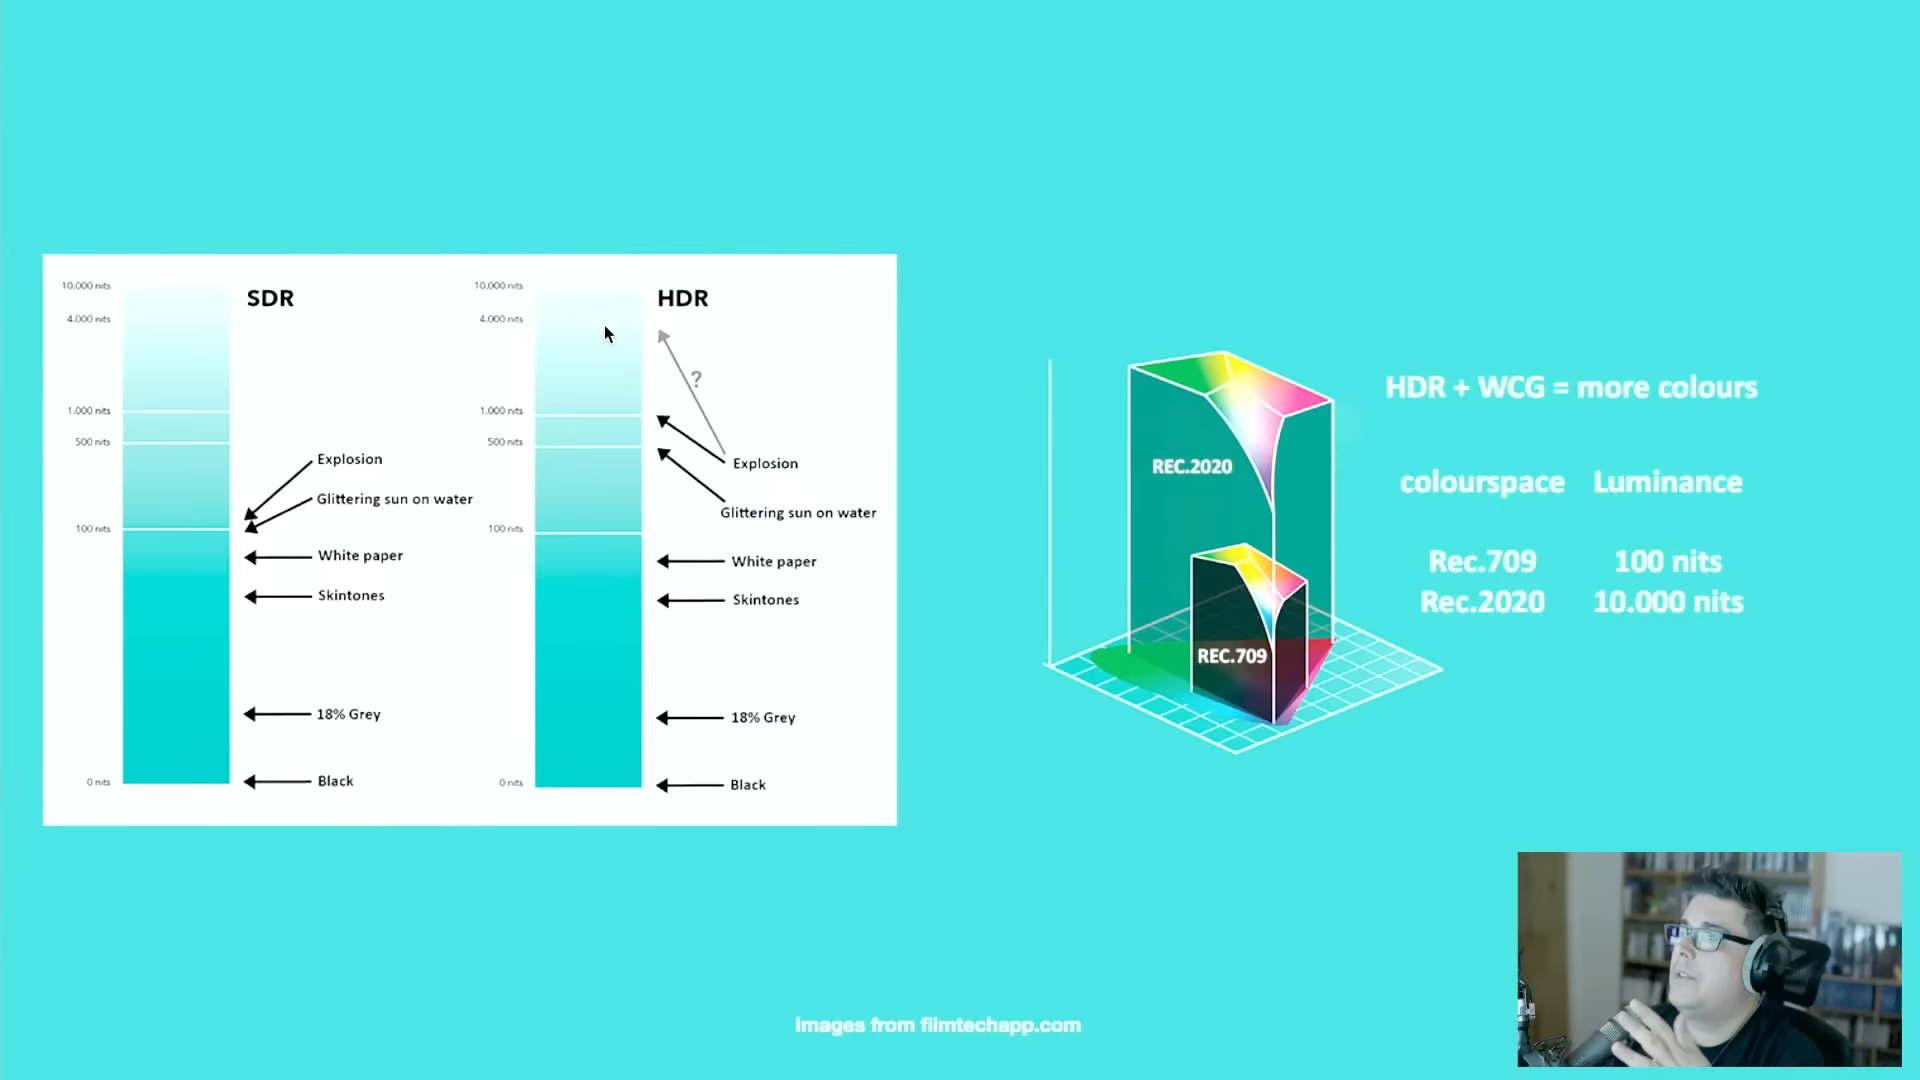 SDR
10.000 nits
4.000 nits
1.000 nits
500 nits
100 nits
0 nits
Explosion
Glittering sun on water
White paper
Skintones
18% Grey
Black
HDR
10.000 nits
4.000 nits
1.000 nits
500 nits
100 nits
0 nits
?
Explosion
Glittering sun on water
White paper
Skintones
18% Grey
Black
REC.2020
REC.709
HDR + WCG = more colours
colourspace Luminance
Rec.709 100 nits
Rec.2020 10.000 nits
Images from filmtechapp.com